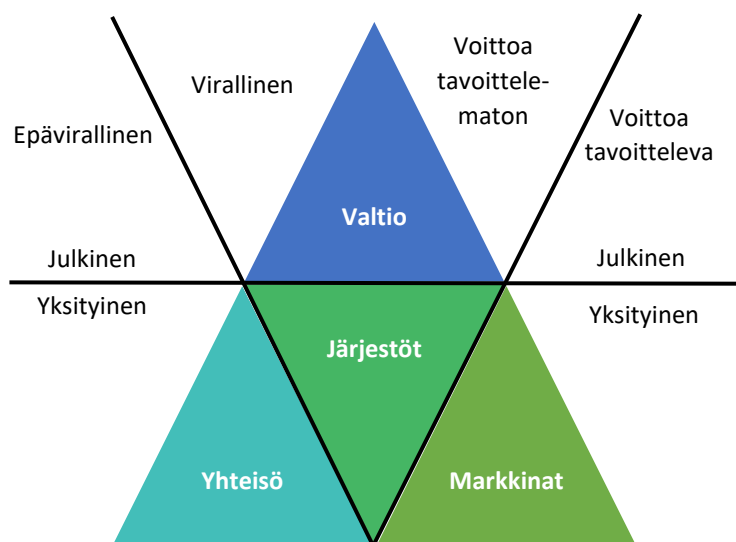 Virallinen
Voittoa
tavoittele-
maton
Epävirallinen
Voittoa
tavoitteleva
Valtio
Julkinen
Julkinen
Yksityinen
Yksityinen
Järjestöt
Yhteisö
Markkinat